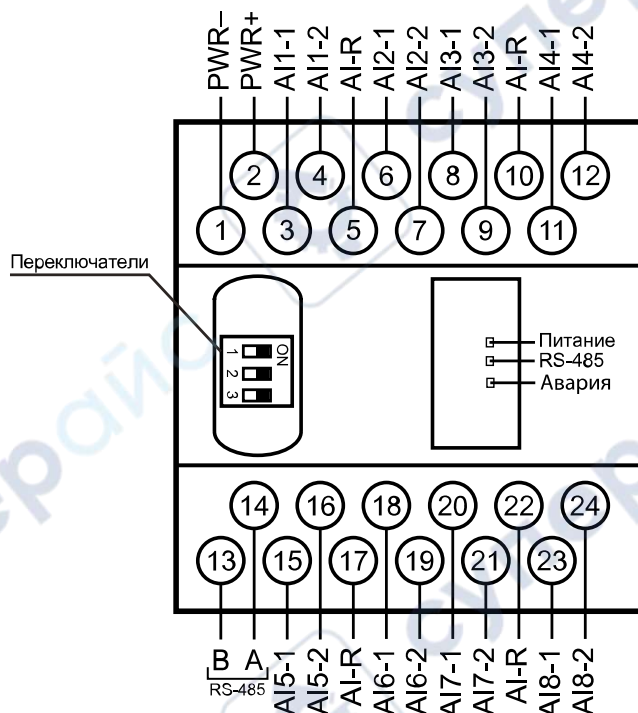 PWR–
PWR+
AI1-1
AI1-2
AI-R
AI2-1
AI2-2
AI3-1
AI3-2
AI-R
AI4-1
AI4-2
2 4 6 8 10 12
1 3 5 7 9 11
Переключатели
ON
1
2
3
Питание
RS-485
Авария
14 16 18 20 22 24
13 15 17 19 21 23
B A
RS-485
AI5-1
AI5-2
AI-R
AI6-1
AI6-2
AI7-1
AI7-2
AI-R
AI8-1
AI8-2